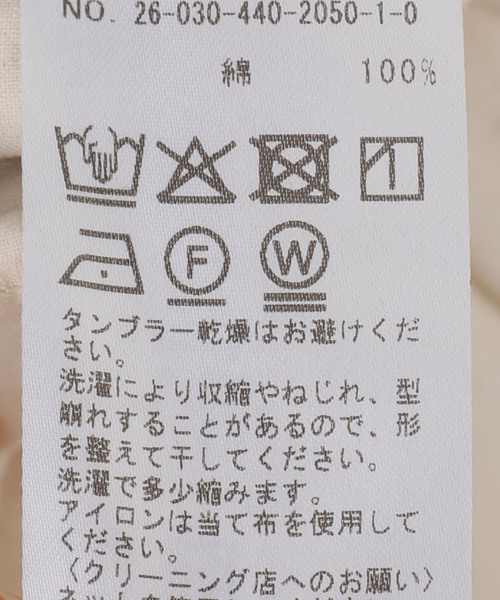 NO. 26-030-440-2050-1-0
綿 100%
F W
タンブラー乾燥はお避けくだ
さい。
洗濯により収縮やねじれ、型
崩れすることがあるので、形
を整えて干してください。
洗濯で多少縮みます。
アイロンは当て布を使用して
ください。
〈クリーニング店へのお願い〉